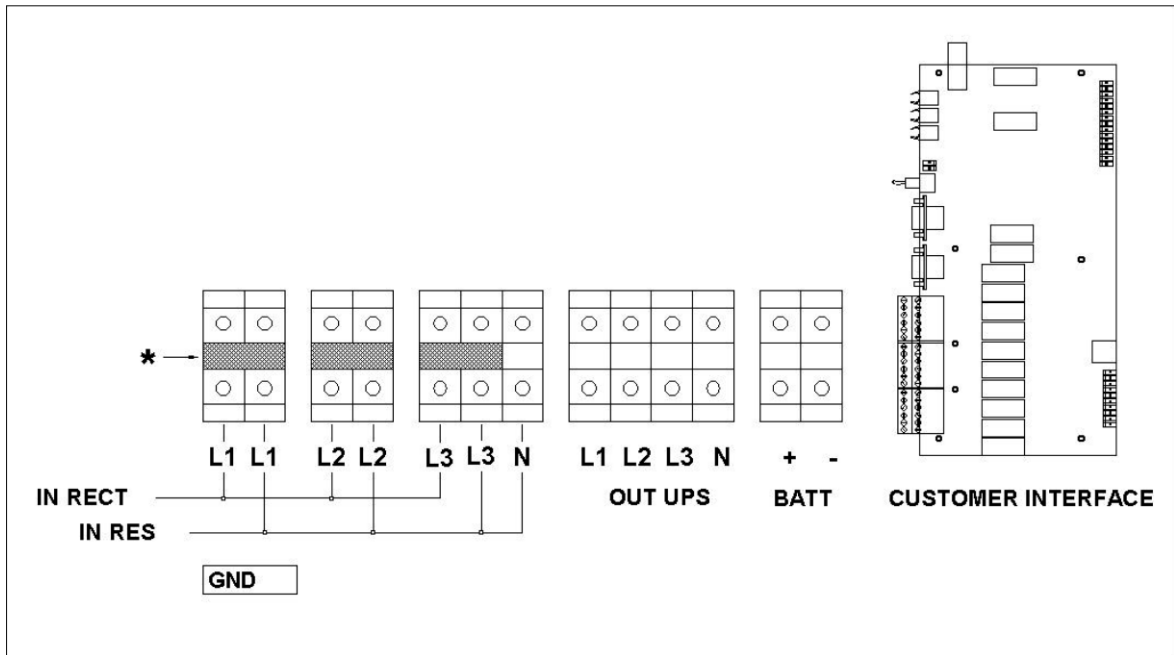 *
L1 L1 L2 L2 L3 L3 N L1 L2 L3 N + -
IN RECT OUT UPS BATT CUSTOMER INTERFACE
IN RES
GND